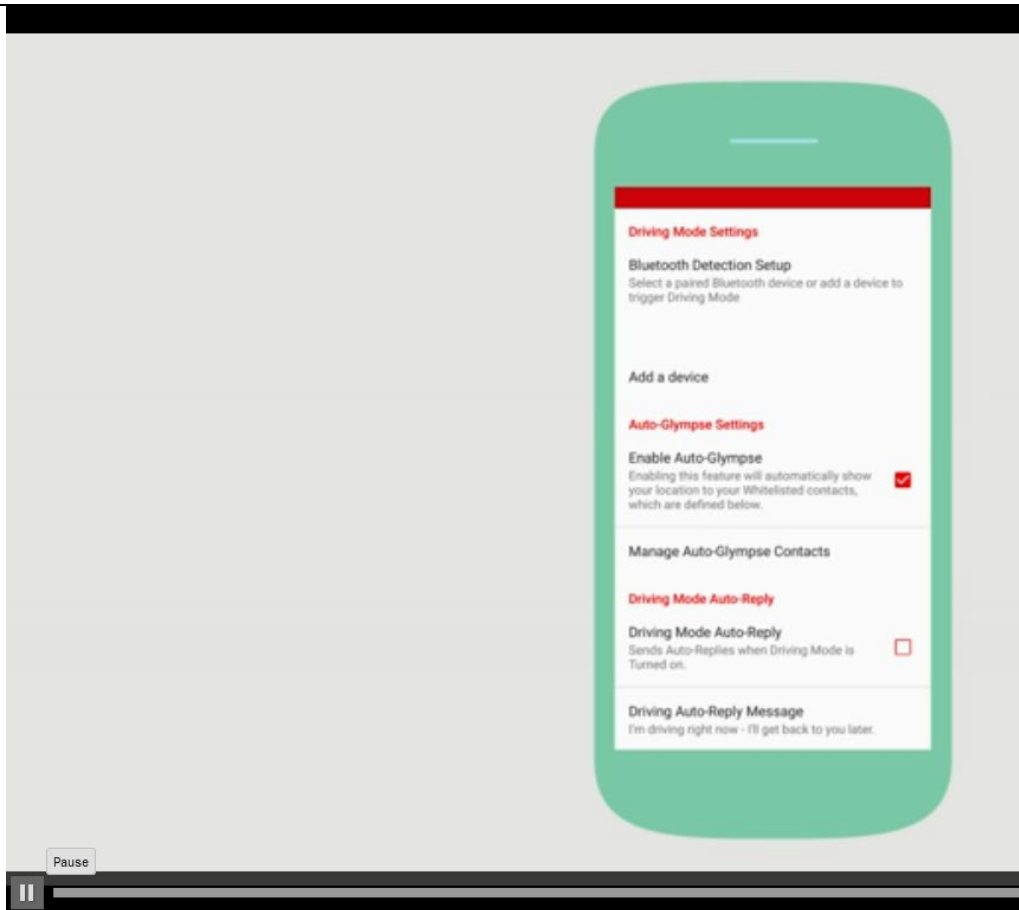 Driving Mode Settings
Bluetooth Detection Setup
Select a paired Bluetooth device or add a device to
trigger Driving Mode
Add a device
Auto-Glympse Settings
Enable Auto-Glympse
Enabling this feature will automatically show
your location to your Whitelisted contacts,
which are defined below.
Manage Auto-Glympse Contacts
Driving Mode Auto-Reply
Driving Mode Auto-Reply
Sends Auto-Replies when Driving Mode is
Turned on.
Driving Auto-Reply Message
I'm driving right now - I'll get back to you later.
Pause